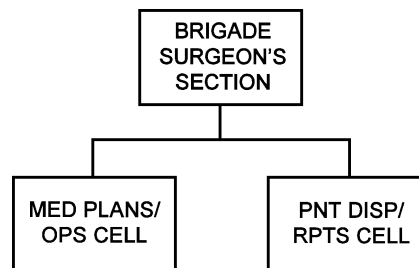 BRIGADE
SURGEON'S
SECTION
MED PLANS/
OPS CELL
PNT DISP/
RPTS CELL